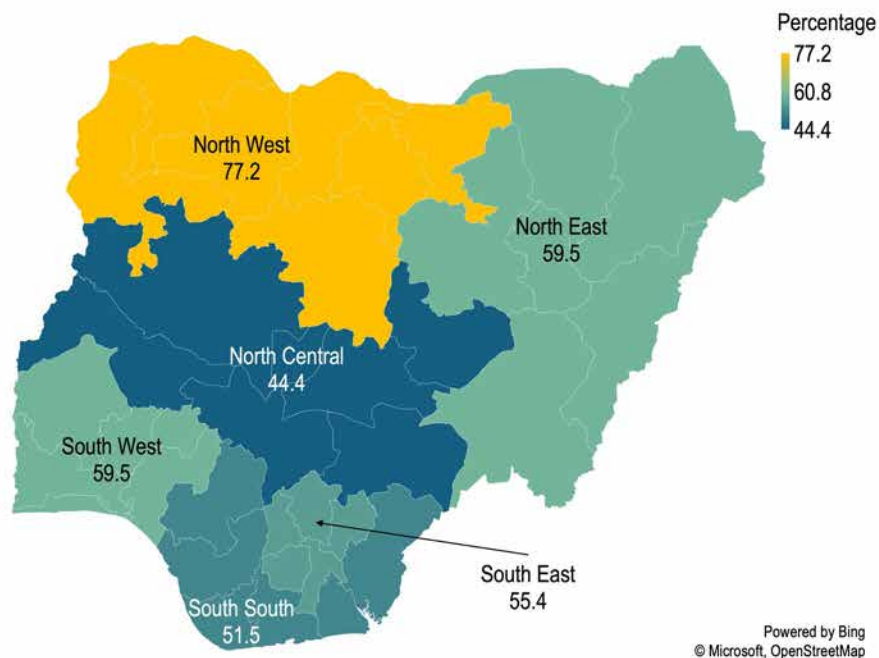 Percentage
77.2
60.8
44.4
North West
77.2
North East
59.5
North Central
44.4
South West
59.5
South East
55.4
South South
51.5
Powered by Bing
© Microsoft, OpenStreetMap